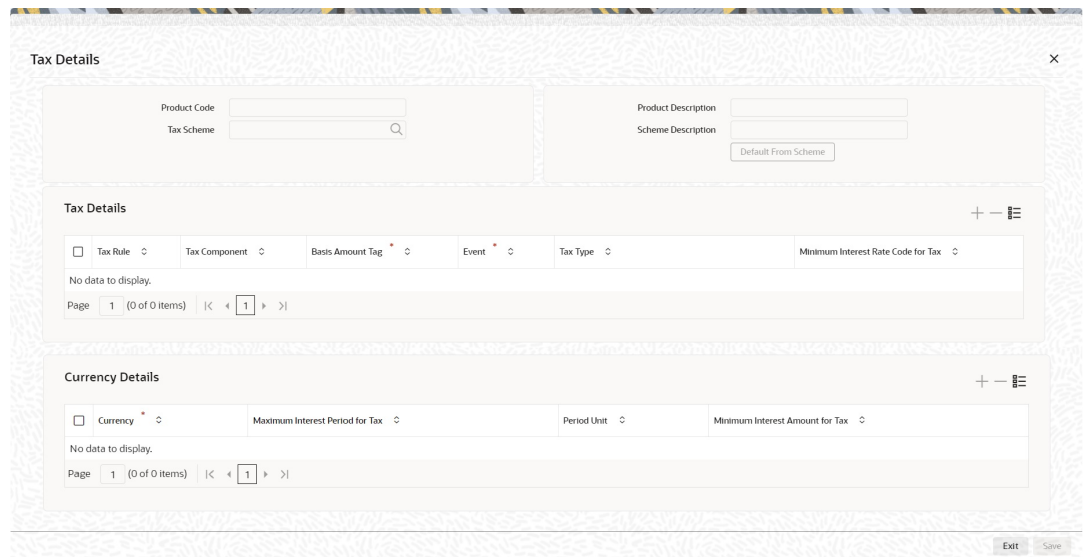 Tax Details
Product Code
Tax Scheme
Product Description
Scheme Description
Default From Scheme
Tax Details
Tax Rule Tax Component Basis Amount Tag * Event * Tax Type Minimum Interest Rate Code for Tax
No data to display.
Page 1 (0 of 0 items) 1
Currency Details
Currency * Maximum Interest Period for Tax Period Unit Minimum Interest Amount for Tax
No data to display.
Page 1 (0 of 0 items) 1
Exit Save